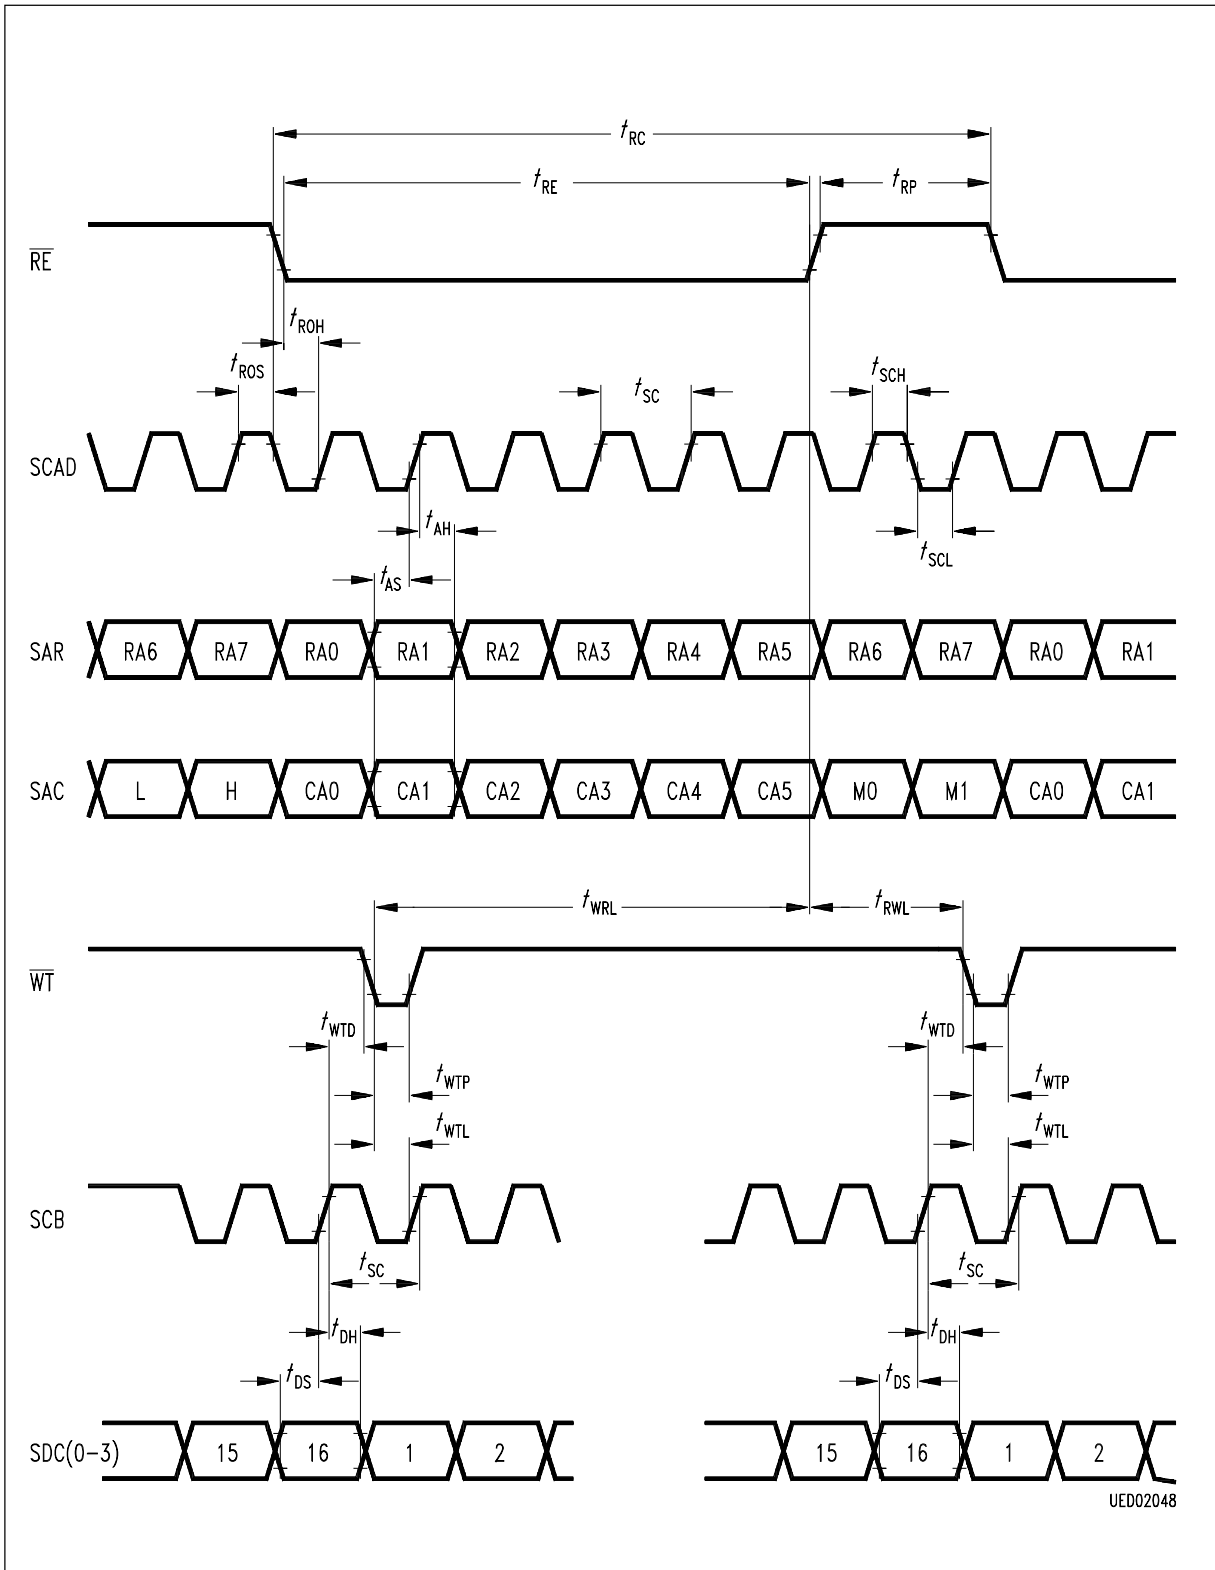 tRC
tRE tRP
RE
tROH
tROS tSC tSCH
SCAD
tAH
tSCL
tAS
SAR RA6 RA7 RA0 RA1 RA2 RA3 RA4 RA5 RA6 RA7 RA0 RA1
SAC L H CA0 CA1 CA2 CA3 CA4 CA5 M0 M1 CA0 CA1
tWRL tRWL
WT
tWTD tWTD
tWTP tWTP
tWTL tWTL
SCB
tSC tSC
tDH tDH
tDS tDS
SDC(0-3) 15 16 1 2 15 16 1 2
UED02048